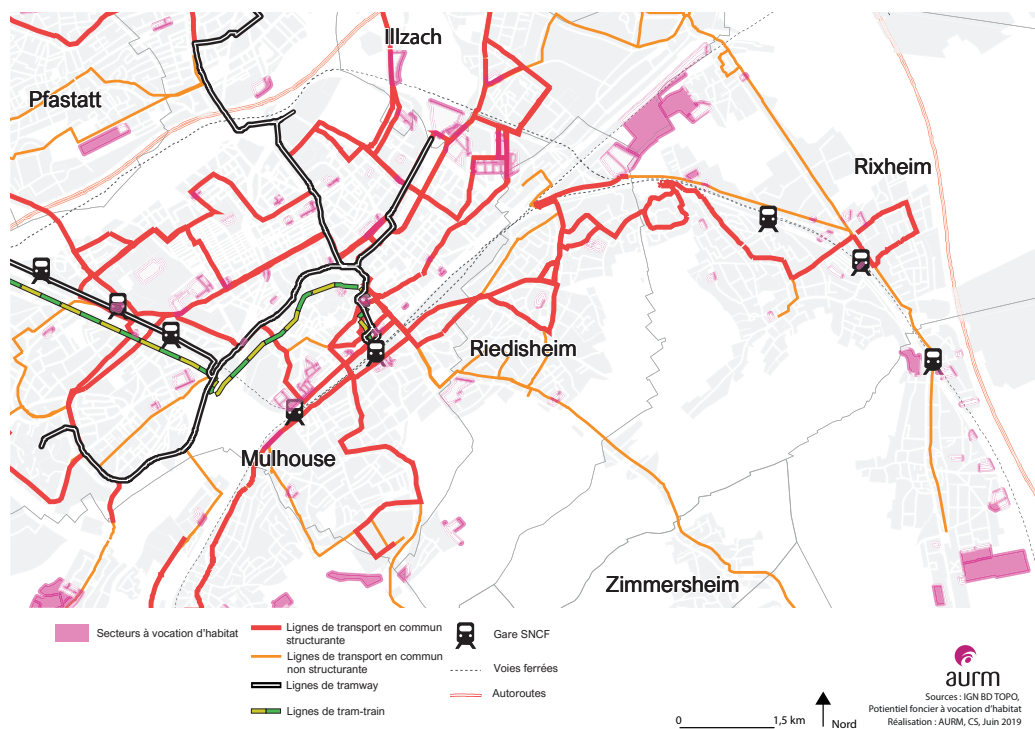 Illzach
Pfastatt
Rixheim
Riedisheim
Mulhouse
Zimmersheim
Secteurs à vocation d'habitat
Lignes de transport en commun
structurante
Lignes de transport en commun
non structurante
Lignes de tramway
Lignes de tram-train
Gare SNCF
Voies ferrées
Autoroutes
0 1,5 km
Nord
aurm
Sources : IGN BD TOPO,
Potientiel foncier à vocation d'habitat
Réalisation : AURM, CS, Juin 2019